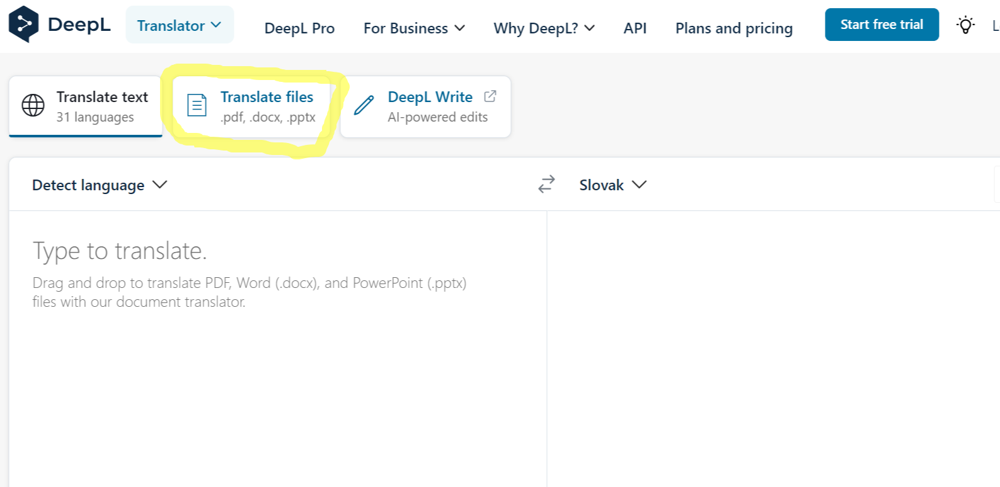 DeepL
Translator
DeepL Pro
For Business
Why DeepL?
API
Plans and pricing
Start free trial
Translate text
31 languages
Translate files
.pdf, .docx, .pptx
DeepL Write
AI-powered edits
Detect language
Slovak
Type to translate.
Drag and drop to translate PDF, Word (.docx), and PowerPoint (.pptx)
files with our document translator.